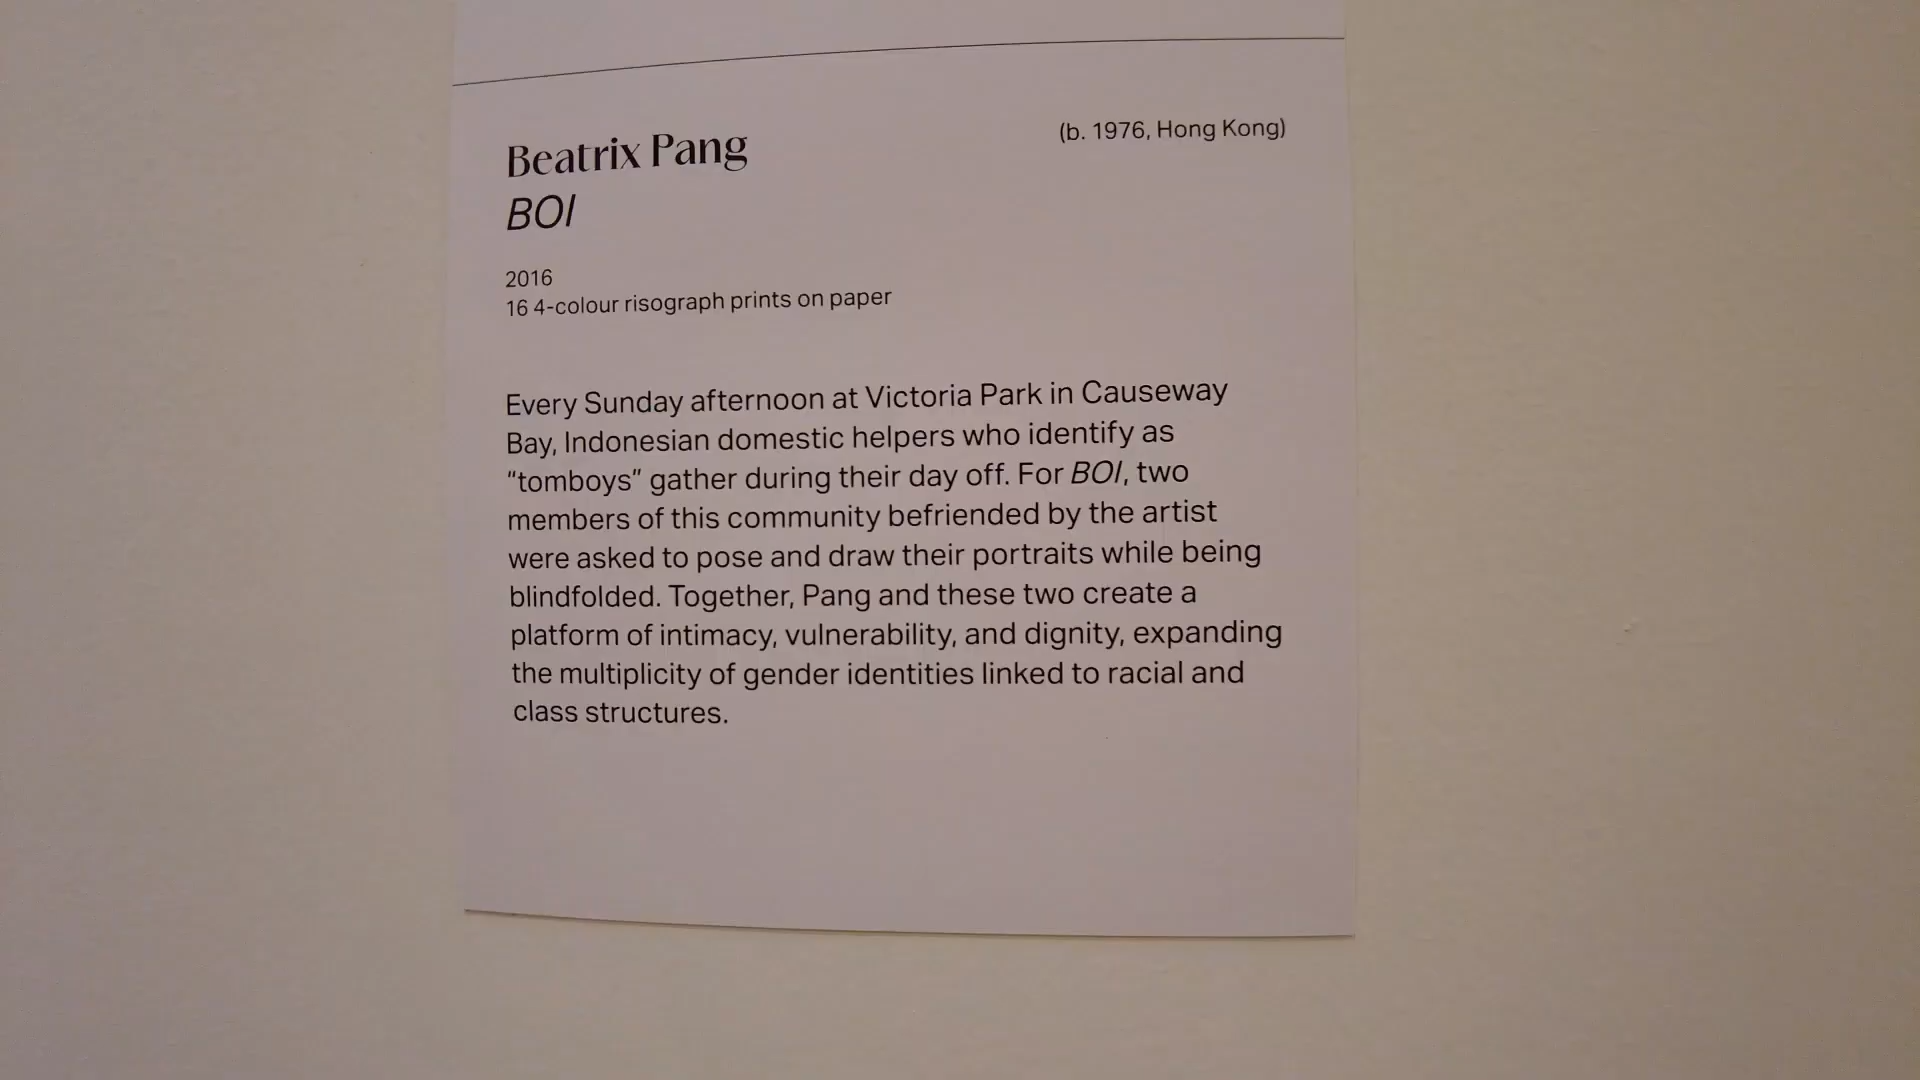 Beatrix Pang
(b. 1976, Hong Kong)
BOI
2016
16 4-colour risograph prints on paper
Every Sunday afternoon at Victoria Park in Causeway
Bay, Indonesian domestic helpers who identify as
“tomboys” gather during their day off. For BOI, two
members of this community befriended by the artist
were asked to pose and draw their portraits while being
blindfolded. Together, Pang and these two create a
platform of intimacy, vulnerability, and dignity, expanding
the multiplicity of gender identities linked to racial and
class structures.